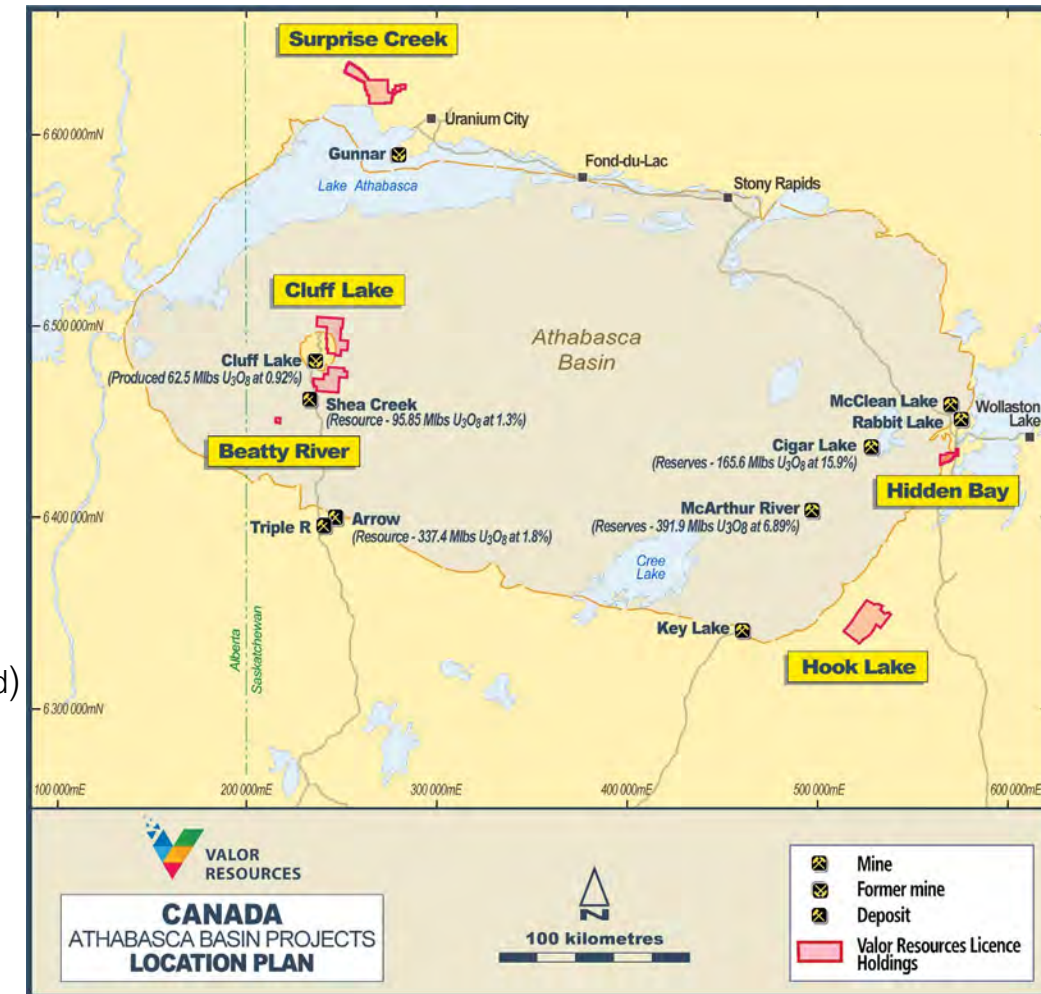 Surprise Creek
6 600 000mN
Uranium City
Gunnar
Fond-du-Lac
Lake Athabasca
Stony Rapids
Cluff Lake
6 500 000mN
Athabasca
Basin
Cluff Lake
(Produced 62.5 Mlbs U₃O₈ at 0.92%)
Shea Creek
(Resource - 95.85 Mlbs U₃O₈ at 1.3%)
McClean Lake
Rabbit Lake
Wollaston
Lake
Beatty River
Cigar Lake
(Reserves - 165.6 Mlbs U₃O₈ at 15.9%)
Hidden Bay
McArthur River
(Reserves - 391.9 Mlbs U₃O₈ at 6.89%)
6 400 000mN
Arrow
Triple R
(Resource - 337.4 Mlbs U₃O₈ at 1.8%)
Cree
Lake
Key Lake
Hook Lake
Alberta
Saskatchewan
d)
6 300 000mN
100 000mE
200 000mE
300 000mE
400 000mE
500 000mE
600 000mE
VALOR
RESOURCES
CANADA
ATHABASCA BASIN PROJECTS
LOCATION PLAN
N
100 kilometres
Mine
Former mine
Deposit
Valor Resources Licence
Holdings